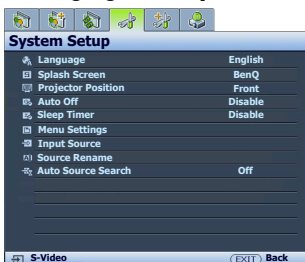 System Setup
Language English
Splash Screen BenQ
Projector Position Front
Auto Off Disable
Sleep Timer Disable
Menu Settings
Input Source
Source Rename
Auto Source Search Off
S-Video EXIT Back